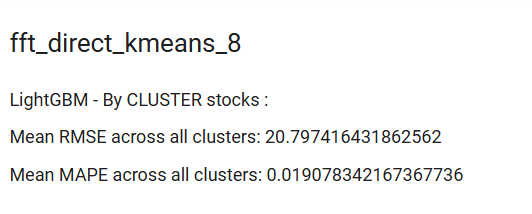 fft_direct_kmeans_8
LightGBM - By CLUSTER stocks :
Mean RMSE across all clusters: 20.797416431862562
Mean MAPE across all clusters: 0.019078342167367736